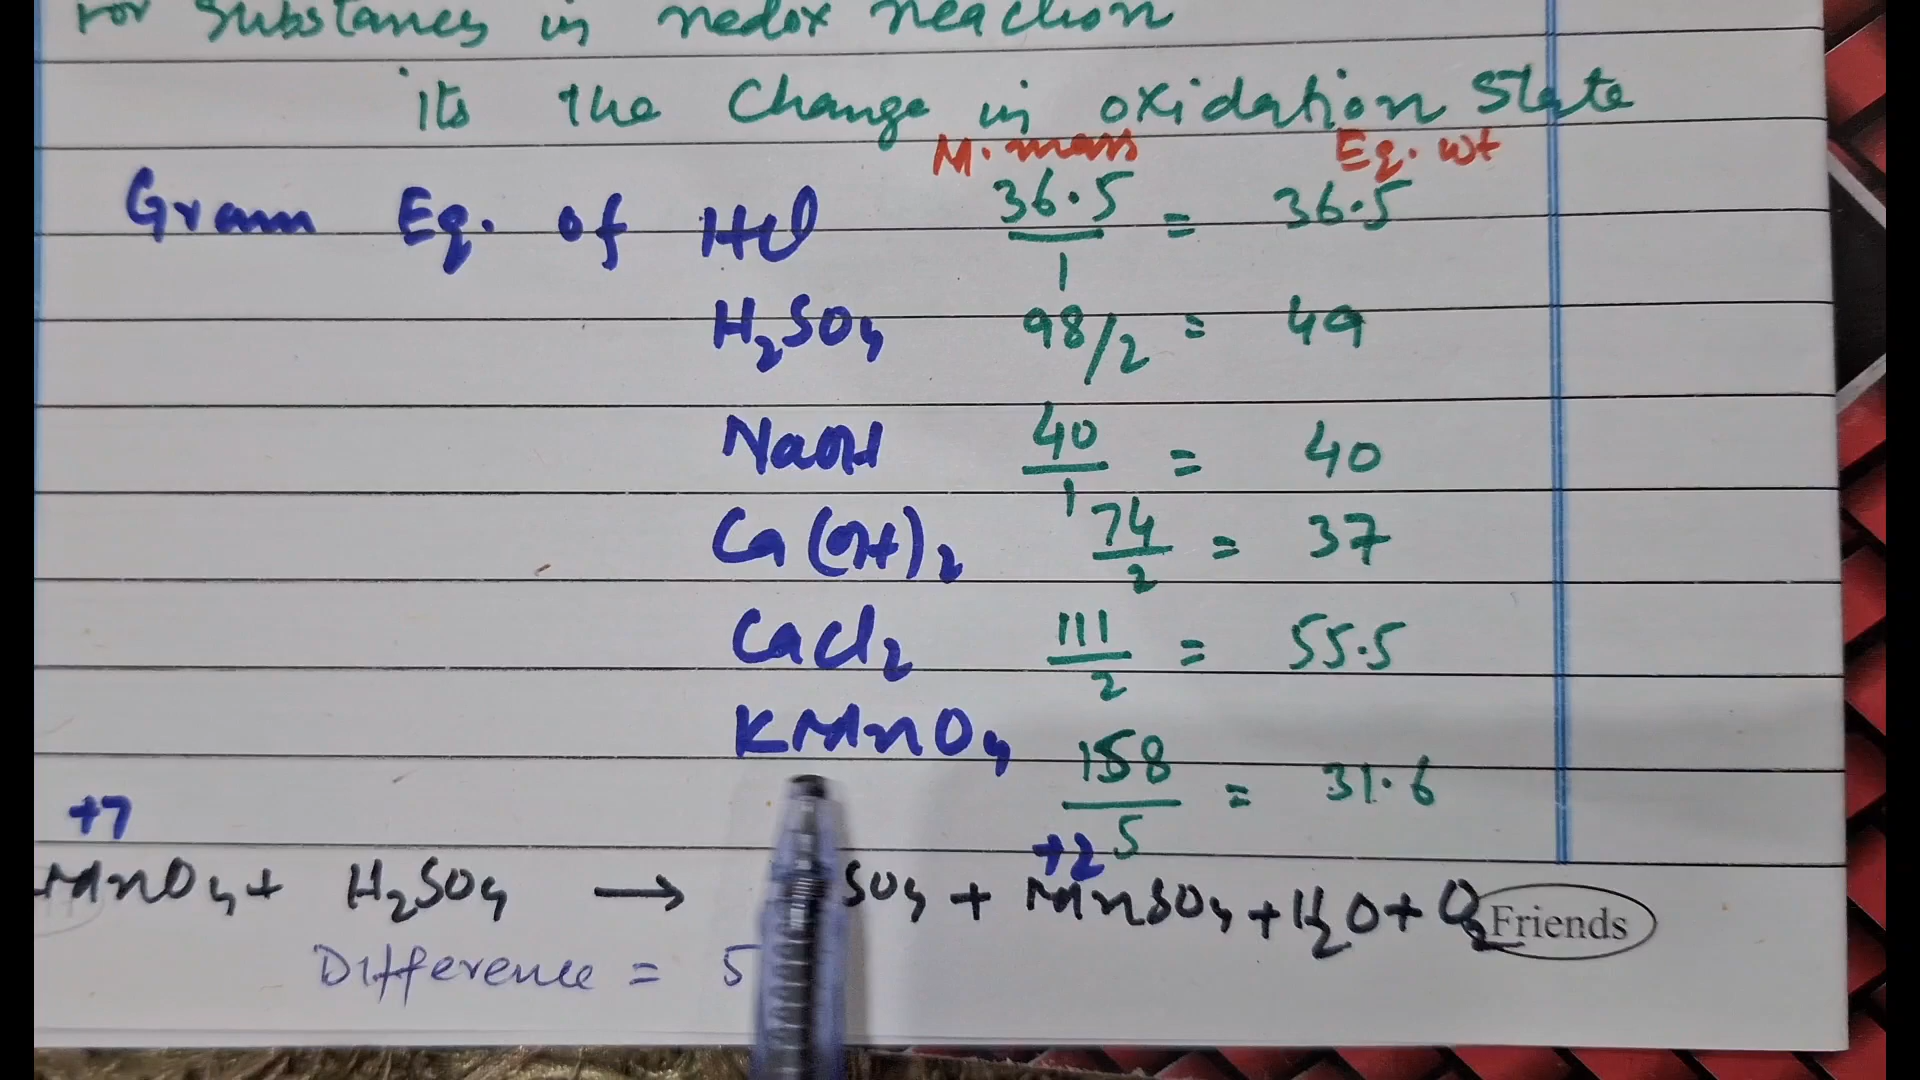 For Substances in redox reaction
its the Change in oxidation State
M. mass Eq. wt
Gram Eq. of HCl 36.5/1 = 36.5
H2SO4 98/2 = 49
NaOH 40/1 = 40
Ca(OH)2 74/2 = 37
CaCl2 111/2 = 55.5
KMnO4 158/5 = 31.6
+7 +2
MnO4 + H2SO4 → SO4 + MnSO4 + H2O + O2
Friends
Difference = 5